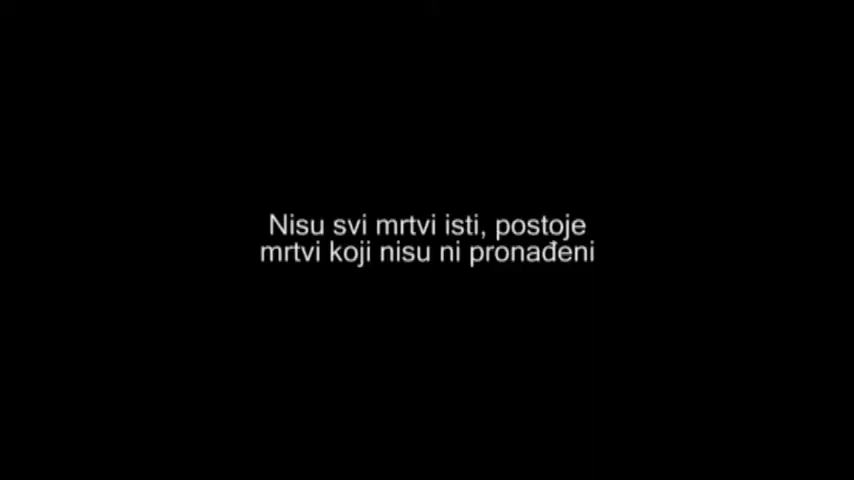 Nisu svi mrtvi isti, postoje
mrtvi koji nisu ni pronađeni